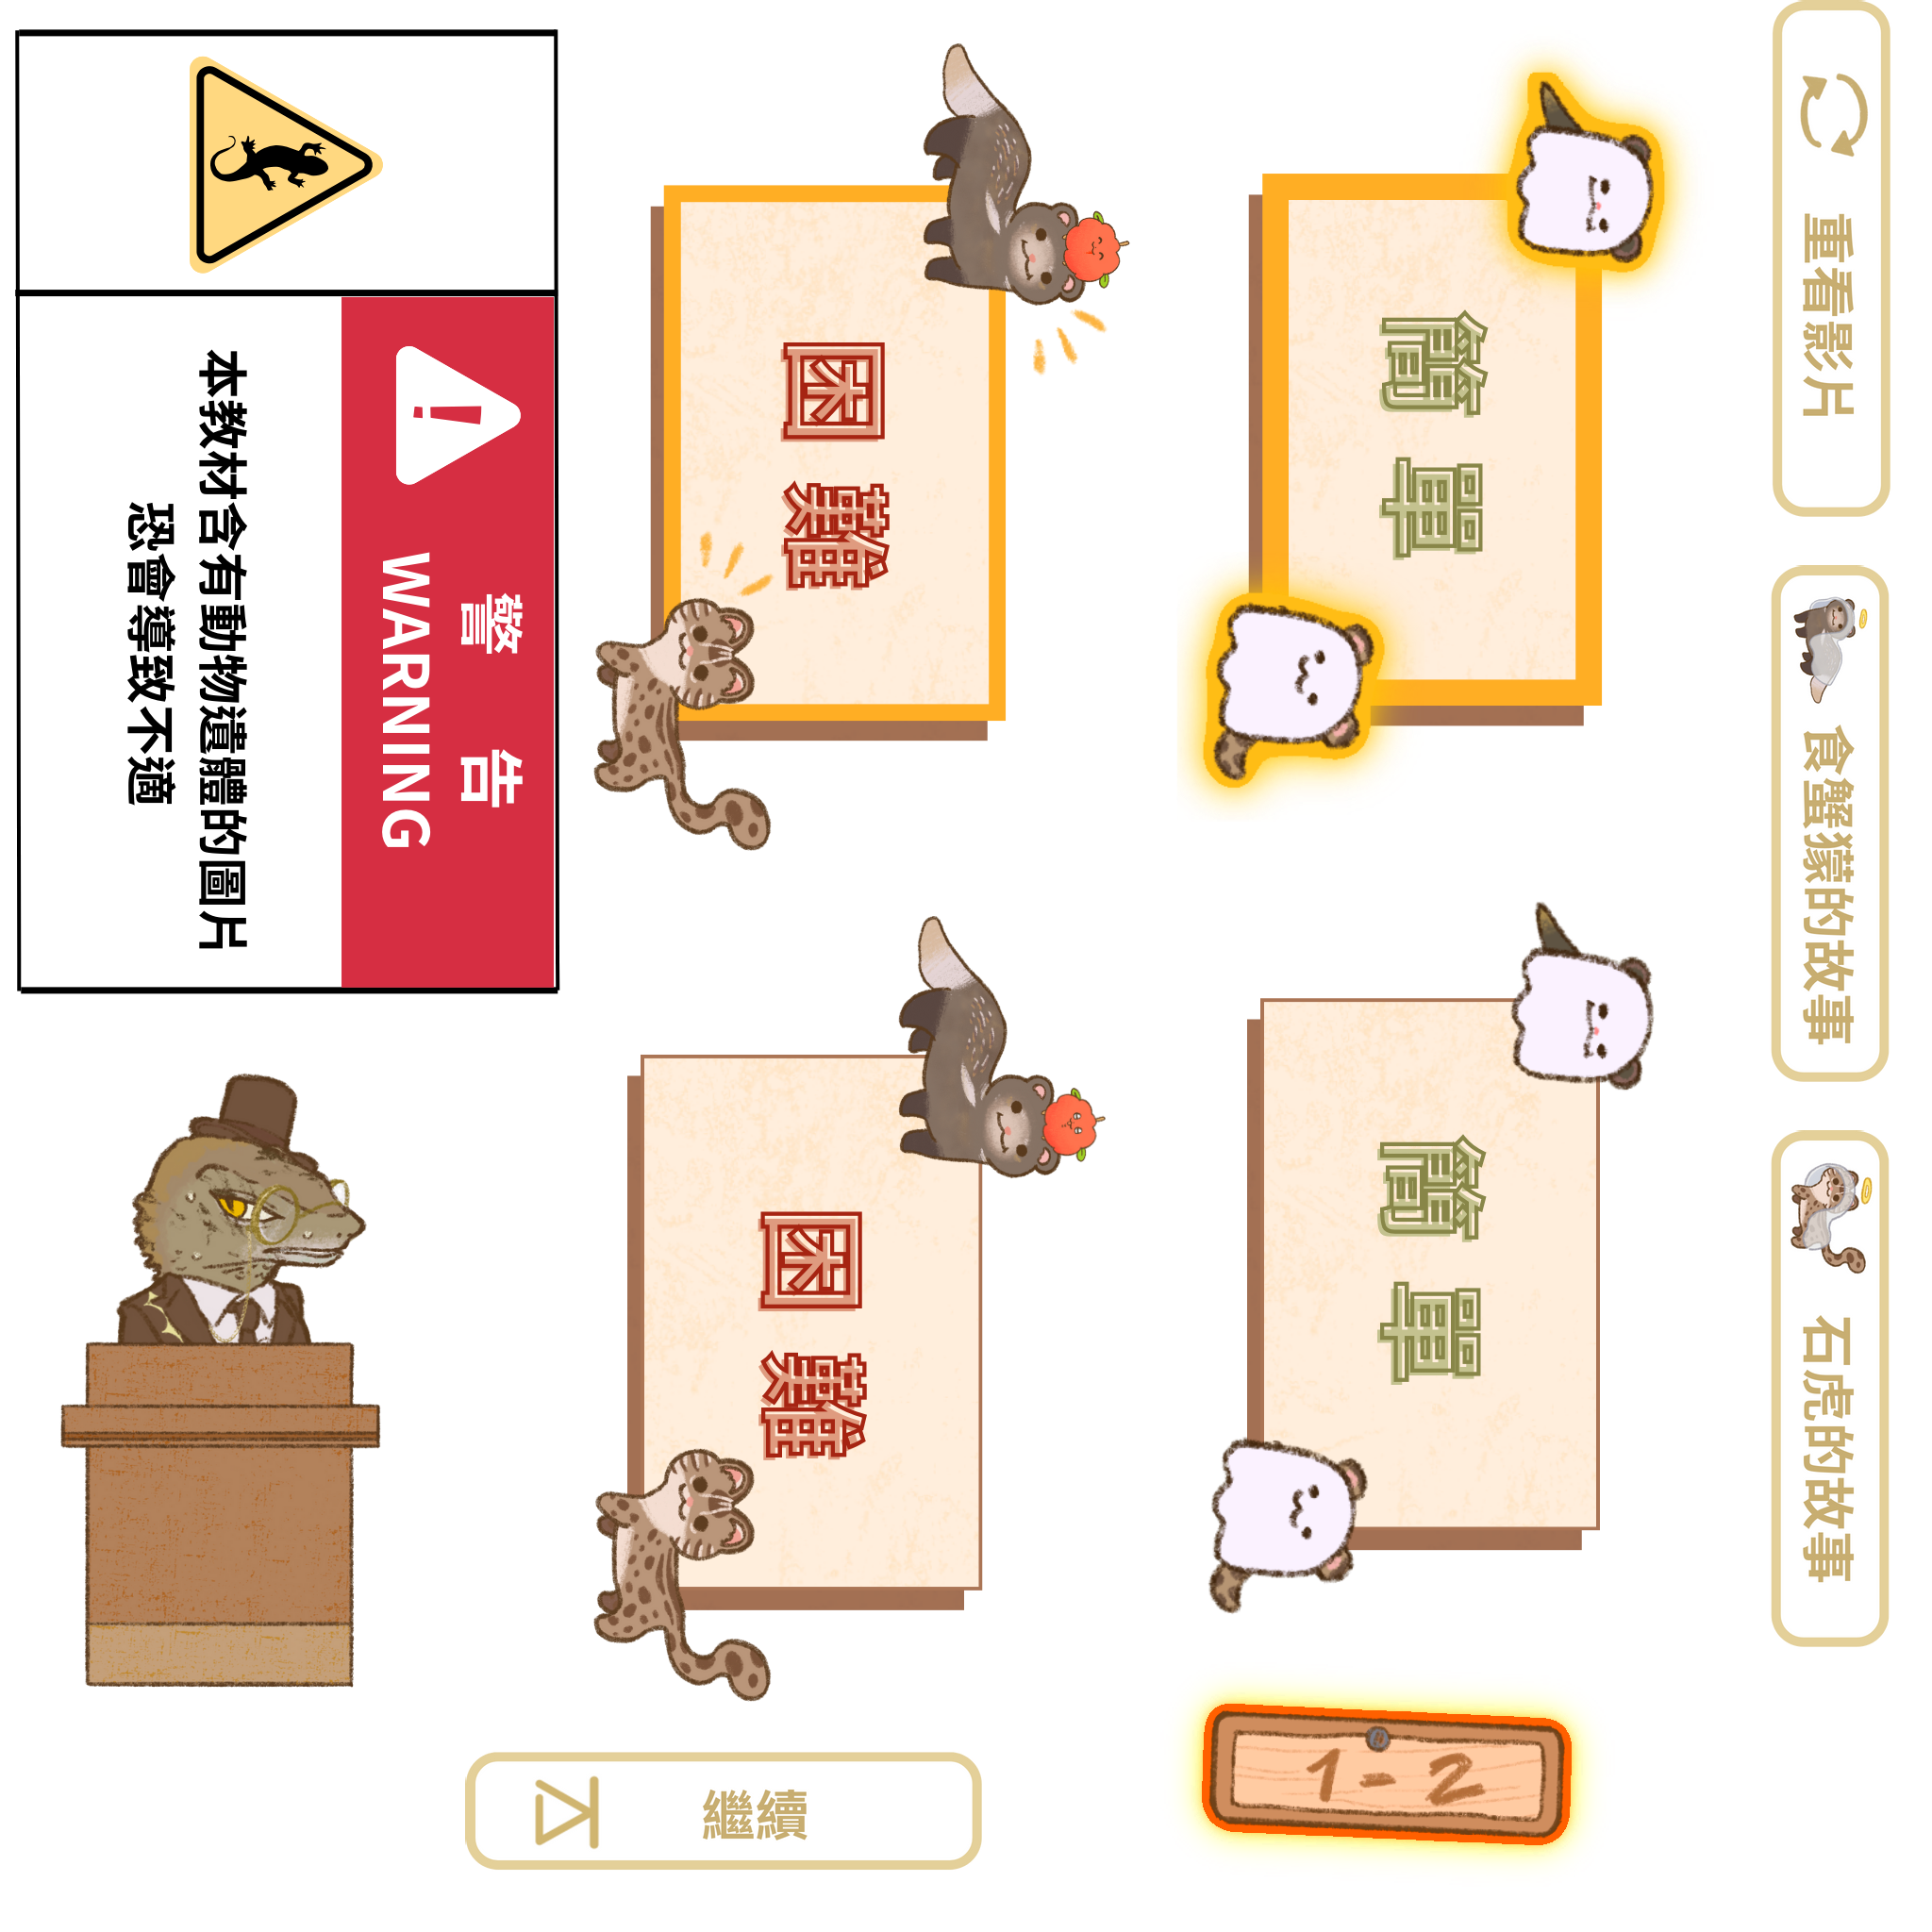 重看影片
食蟹獴的故事
石虎的故事
簡單
簡單
困難
困難
警告
WARNING
本教材含有動物遺體的圖片
恐會導致不適
1-2
繼續